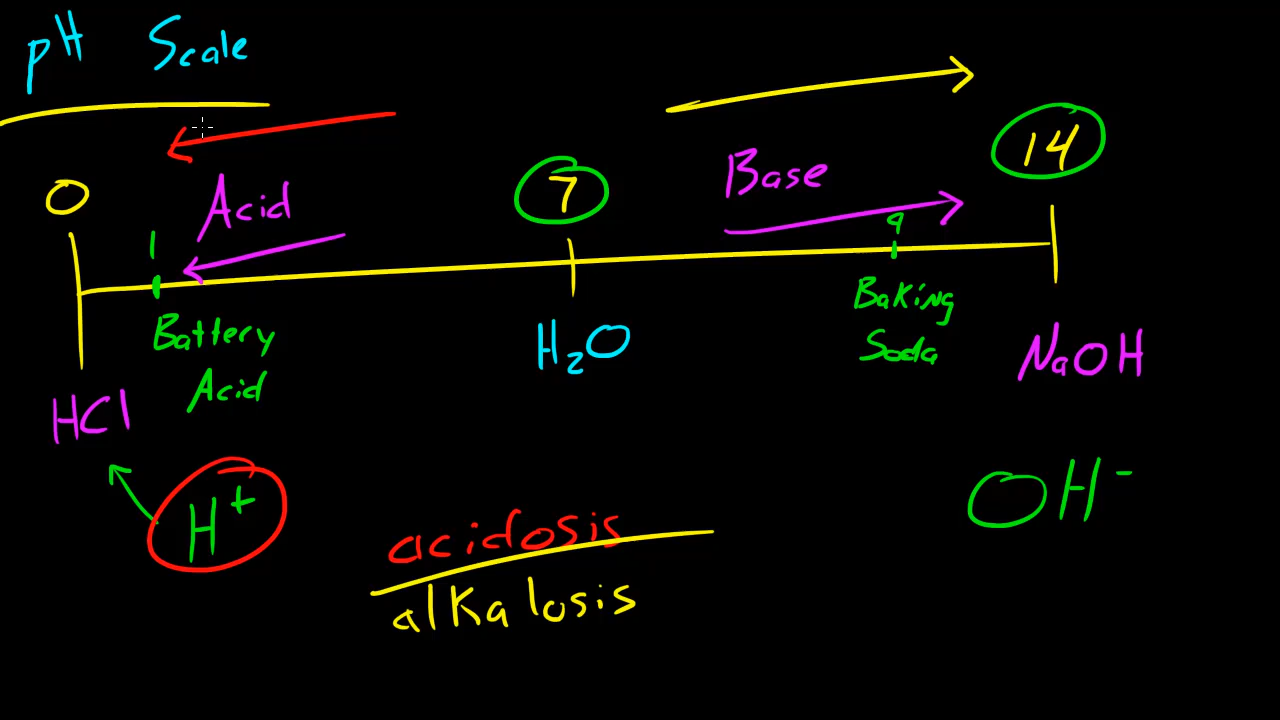 pH Scale
0
Acid
7
Base
14
1
9
Battery
Acid
H₂O
Baking
Soda
NaOH
HCl
H⁺
acidosis
alkalosis
OH⁻